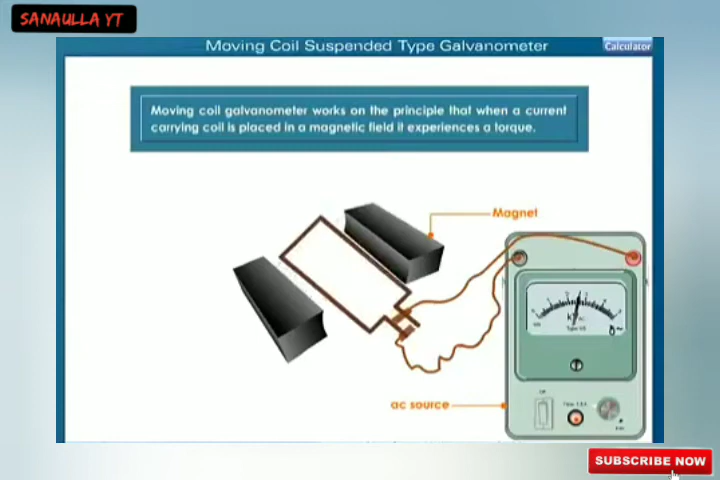 SANAULLA YT
Moving Coil Suspended Type Galvanometer
Calculator
Moving coil galvanometer works on the principle that when a current
carrying coil is placed in a magnetic field it experiences a torque.
Magnet
ac source
SUBSCRIBE NOW